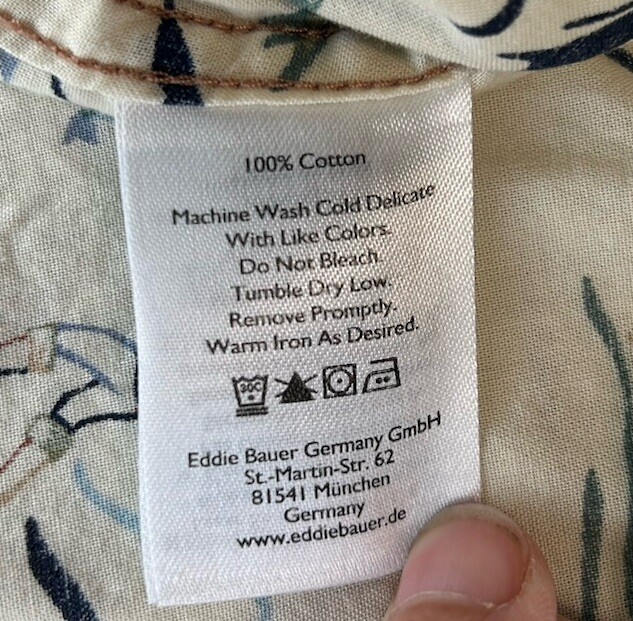 100% Cotton
Machine Wash Cold Delicate
With Like Colors.
Do Not Bleach.
Tumble Dry Low.
Remove Promptly.
Warm Iron As Desired.
30C
Eddie Bauer Germany GmbH
St.-Martin-Str. 62
81541 München
Germany
www.eddiebauer.de